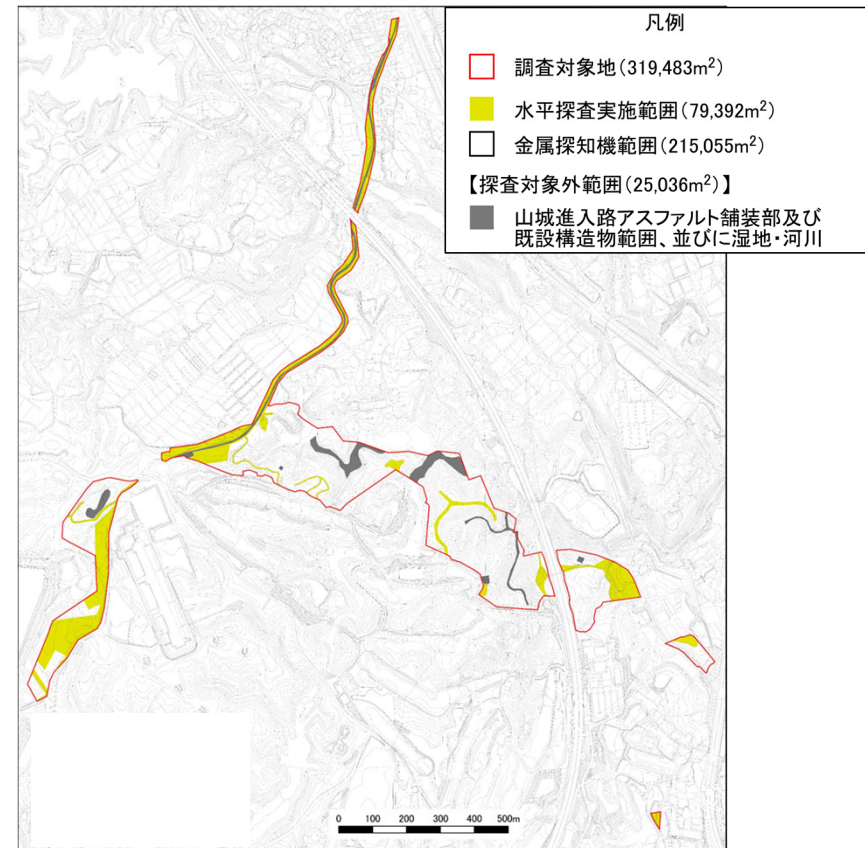 凡例
調査対象地(319,483m²)
水平探査実施範囲(79,392m²)
金属探知機範囲(215,055m²)
【探査対象外範囲(25,036m²)】
山城進入路アスファルト舗装部及び
既設構造物範囲、並びに湿地・河川
0 100 200 300 400 500m